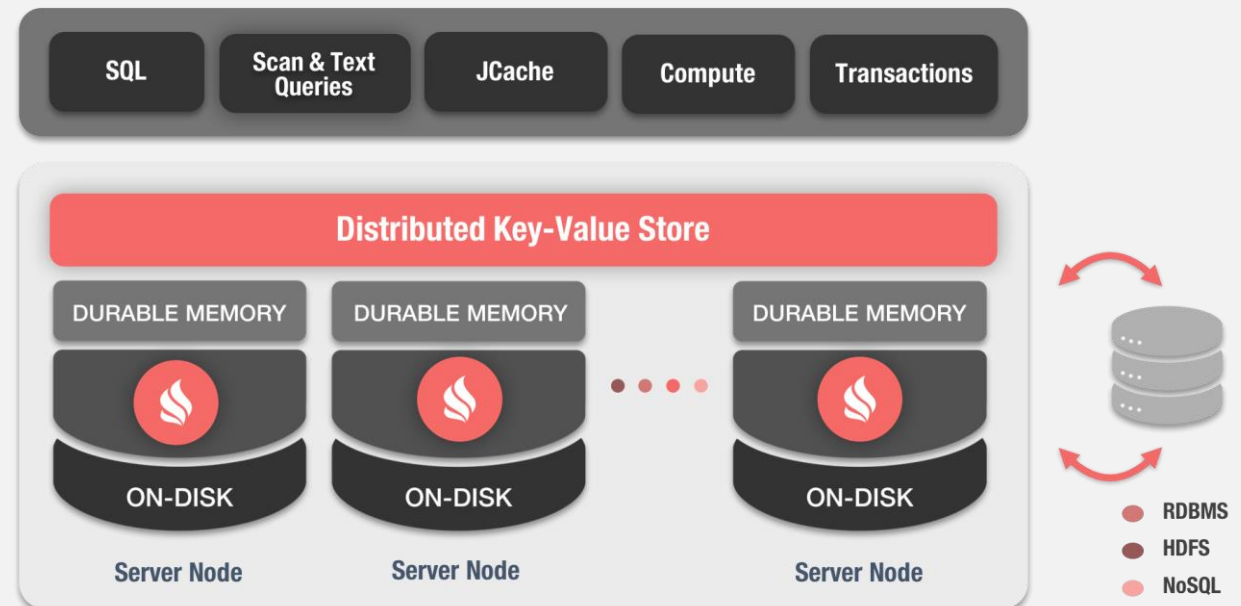 SQL
Scan & Text
Queries
JCache
Compute
Transactions
Distributed Key-Value Store
DURABLE MEMORY
DURABLE MEMORY
DURABLE MEMORY
ON-DISK
ON-DISK
ON-DISK
Server Node
Server Node
Server Node
RDBMS
HDFS
NoSQL